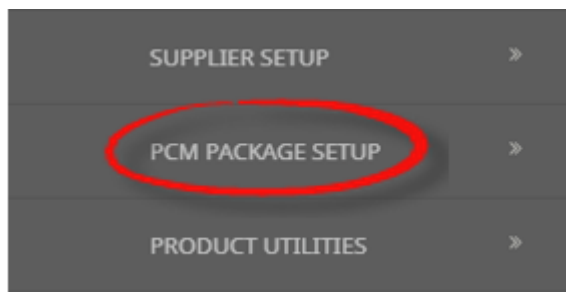 SUPPLIER SETUP »
PCM PACKAGE SETUP »
PRODUCT UTILITIES »